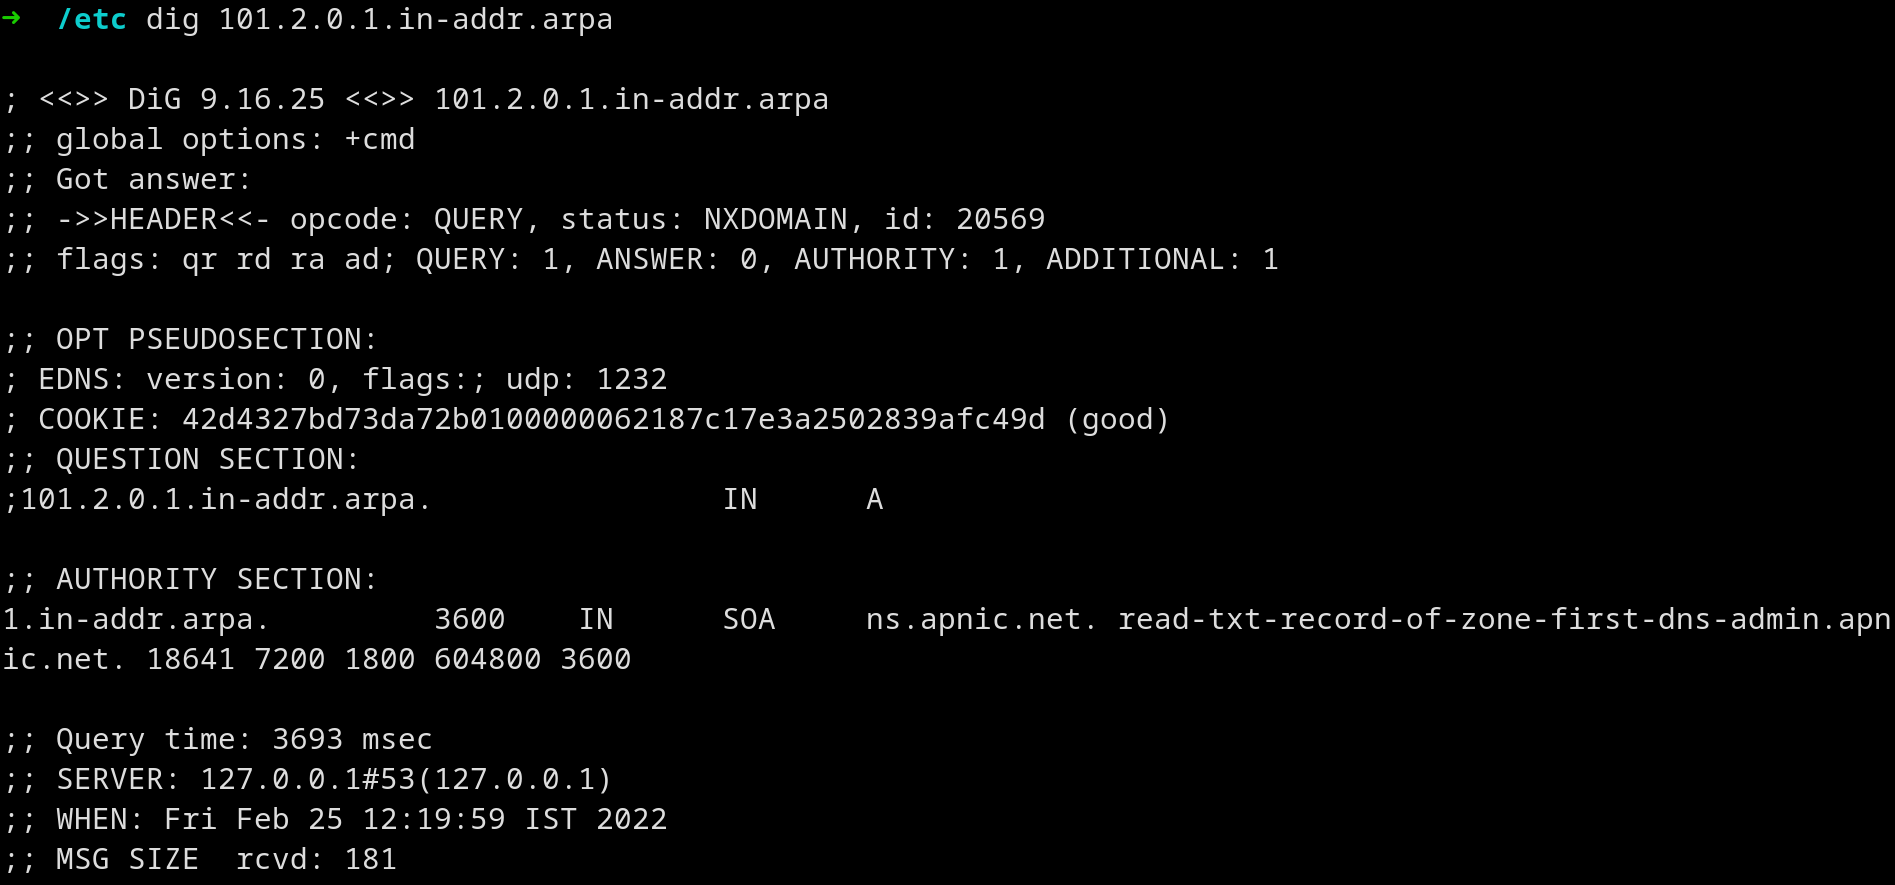 ➜  /etc dig 101.2.0.1.in-addr.arpa

; <<>> DiG 9.16.25 <<>> 101.2.0.1.in-addr.arpa
;; global options: +cmd
;; Got answer:
;; ->>HEADER<<- opcode: QUERY, status: NXDOMAIN, id: 20569
;; flags: qr rd ra ad; QUERY: 1, ANSWER: 0, AUTHORITY: 1, ADDITIONAL: 1

;; OPT PSEUDOSECTION:
; EDNS: version: 0, flags:; udp: 1232
; COOKIE: 42d4327bd73da72b0100000062187c17e3a2502839afc49d (good)
;; QUESTION SECTION:
;101.2.0.1.in-addr.arpa.                IN      A

;; AUTHORITY SECTION:
1.in-addr.arpa.         3600    IN      SOA     ns.apnic.net. read-txt-record-of-zone-first-dns-admin.apn
ic.net. 18641 7200 1800 604800 3600

;; Query time: 3693 msec
;; SERVER: 127.0.0.1#53(127.0.0.1)
;; WHEN: Fri Feb 25 12:19:59 IST 2022
;; MSG SIZE  rcvd: 181